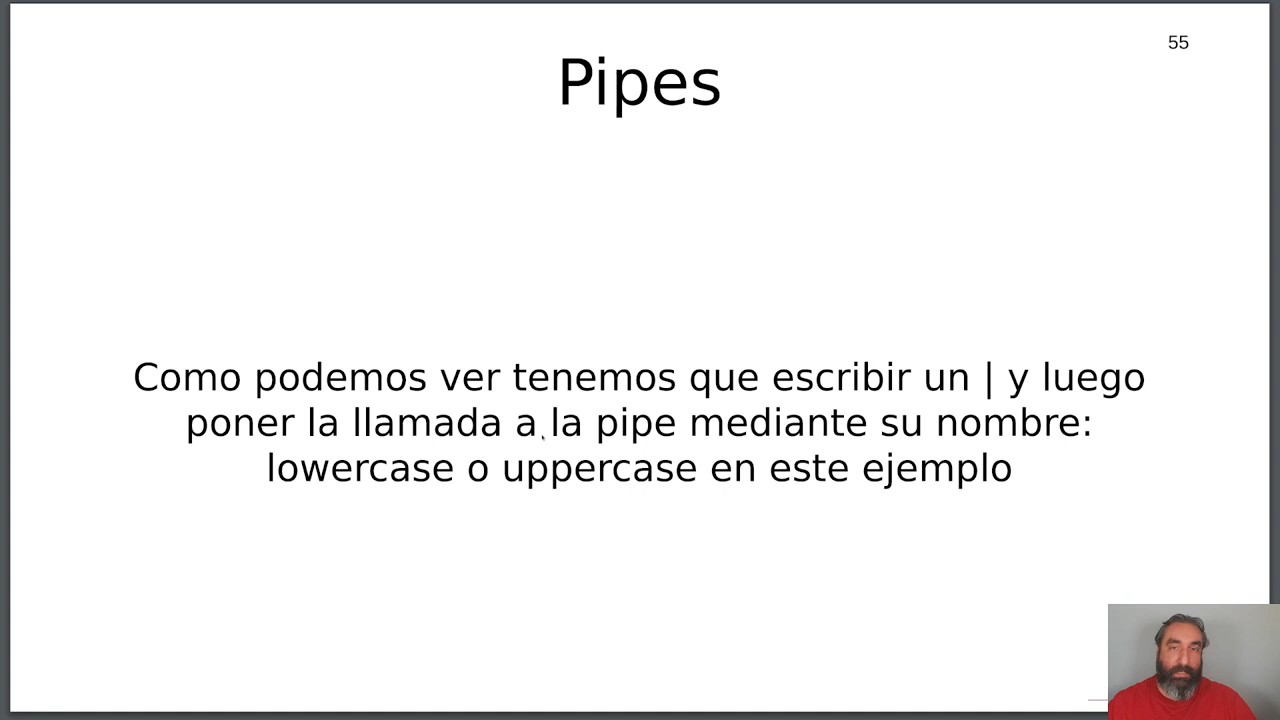 55
Pipes
Como podemos ver tenemos que escribir un | y luego
poner la llamada a la pipe mediante su nombre:
lowercase o uppercase en este ejemplo